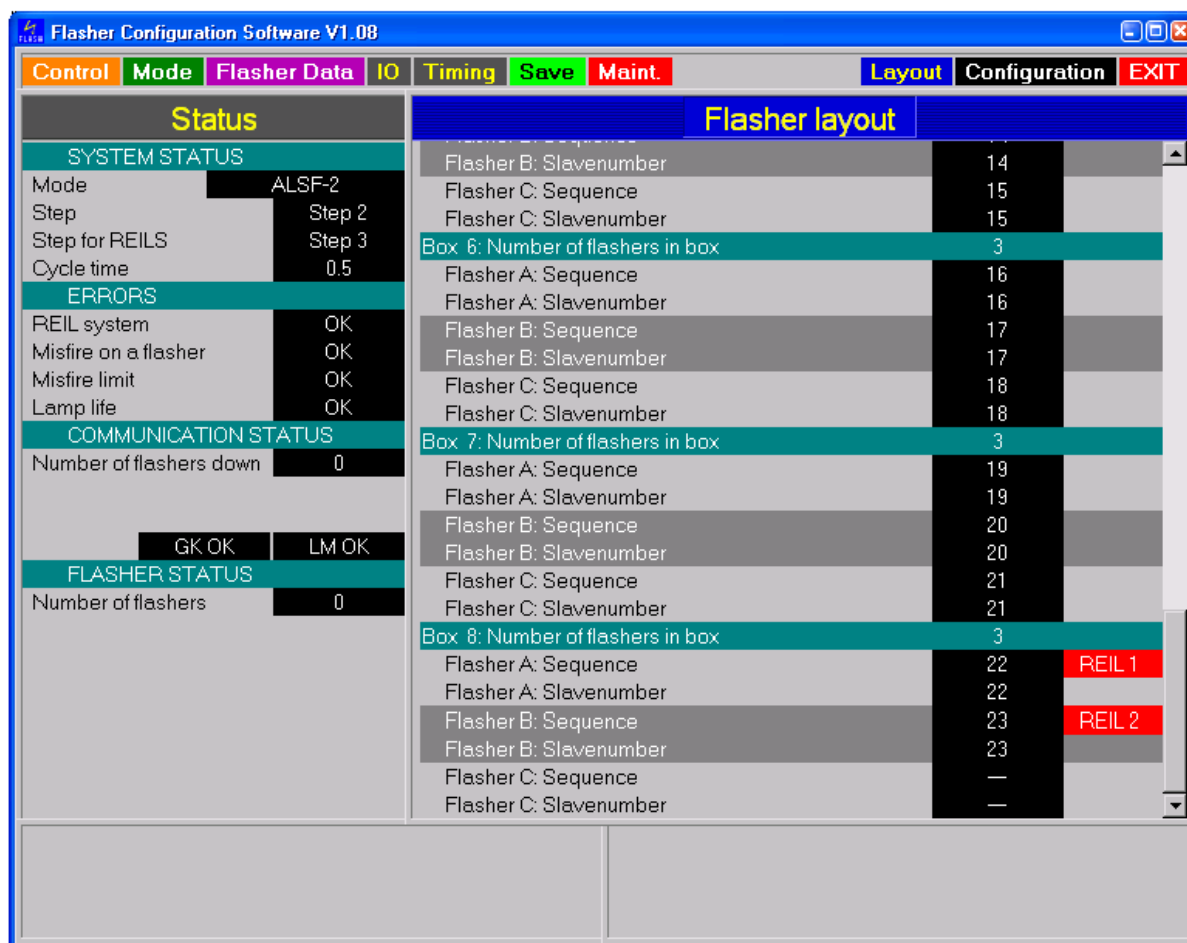 FLASH Flasher Configuration Software V1.08
Control Mode Flasher Data IO Timing Save Maint. Layout Configuration EXIT
Status
SYSTEM STATUS
Mode ALSF-2
Step Step 2
Step for REILS Step 3
Cycle time 0.5
ERRORS
REIL system OK
Misfire on a flasher OK
Misfire limit OK
Lamp life OK
COMMUNICATION STATUS
Number of flashers down 0
GK OK LM OK
FLASHER STATUS
Number of flashers 0
Flasher layout
Flasher B: Slavenumber 14
Flasher C: Sequence 15
Flasher C: Slavenumber 15
Box 6: Number of flashers in box 3
Flasher A: Sequence 16
Flasher A: Slavenumber 16
Flasher B: Sequence 17
Flasher B: Slavenumber 17
Flasher C: Sequence 18
Flasher C: Slavenumber 18
Box 7: Number of flashers in box 3
Flasher A: Sequence 19
Flasher A: Slavenumber 19
Flasher B: Sequence 20
Flasher B: Slavenumber 20
Flasher C: Sequence 21
Flasher C: Slavenumber 21
Box 8: Number of flashers in box 3
Flasher A: Sequence 22 REIL 1
Flasher A: Slavenumber 22
Flasher B: Sequence 23 REIL 2
Flasher B: Slavenumber 23
Flasher C: Sequence —
Flasher C: Slavenumber —